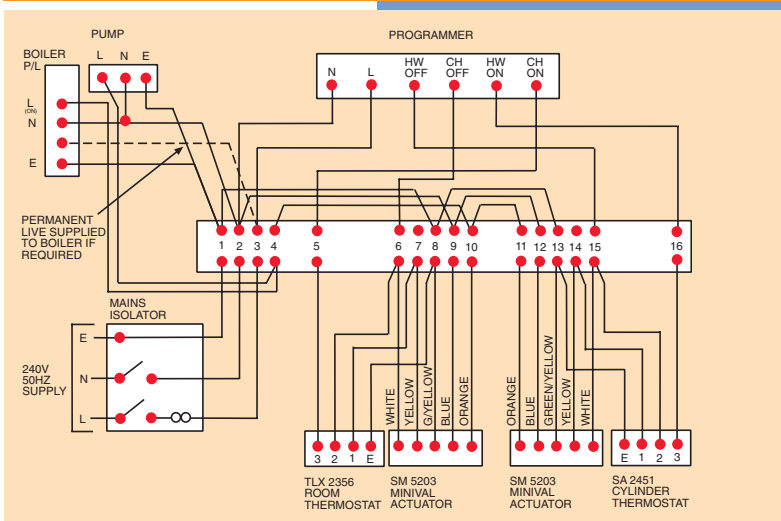 PUMP
L N E
BOILER
P/L
L
(ON)
N
E
PROGRAMMER
N L HW OFF CH OFF HW ON CH ON
PERMANENT
LIVE SUPPLIED
TO BOILER IF
REQUIRED
1 2 3 4 5 6 7 8 9 10 11 12 13 14 15 16
MAINS
ISOLATOR
E
N
L
240V
50HZ
SUPPLY
WHITE
YELLOW
G/YELLOW
BLUE
ORANGE
ORANGE
BLUE
GREEN/YELLOW
YELLOW
WHITE
3 2 1 E
E 1 2 3
TLX 2356
ROOM
THERMOSTAT
SM 5203
MINIVAL
ACTUATOR
SM 5203
MINIVAL
ACTUATOR
SA 2451
CYLINDER
THERMOSTAT